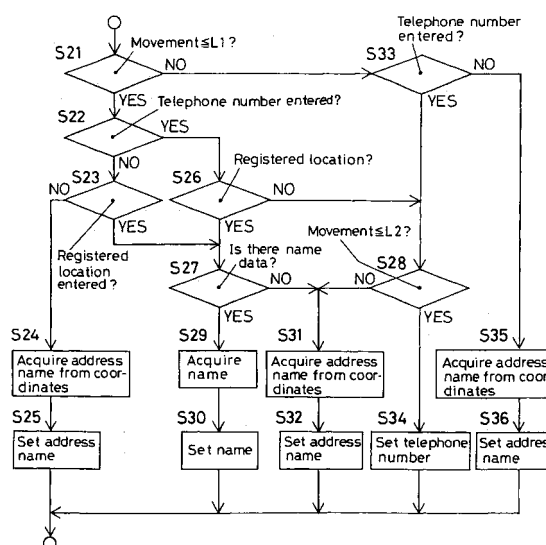 S21
Movement≤L1?
NO
YES
S33
Telephone number
entered?
NO
YES
S22
Telephone number entered?
YES
NO
S23
NO
YES
Registered
location
entered?
S26
Registered location?
NO
YES
S27
Is there name
data?
NO
YES
S28
Movement≤L2?
NO
YES
S24
Acquire address
name from coor-
dinates
S29
Acquire
name
S31
Acquire address
name from coor-
dinates
S35
Acquire address
name from coor
dinates
S25
Set address
name
S30
Set name
S32
Set address
name
S34
Set telephone
number
S36
Set address
name